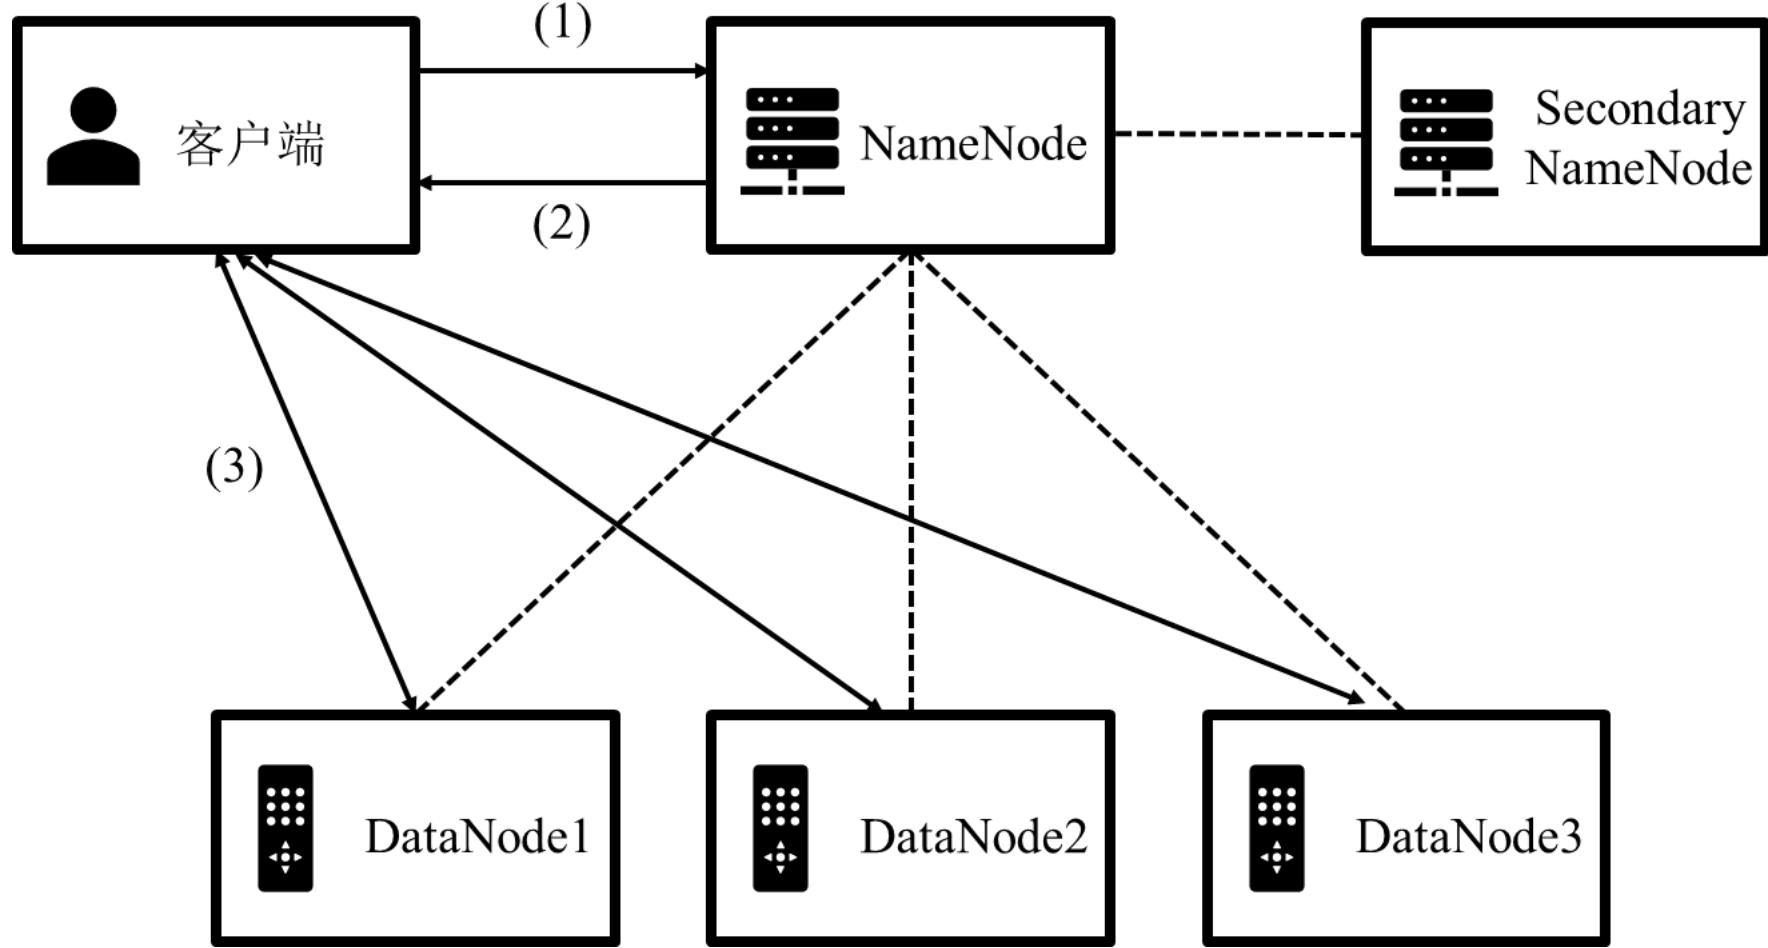 (1)
客户端
NameNode
Secondary
NameNode
(2)
(3)
DataNode1
DataNode2
DataNode3